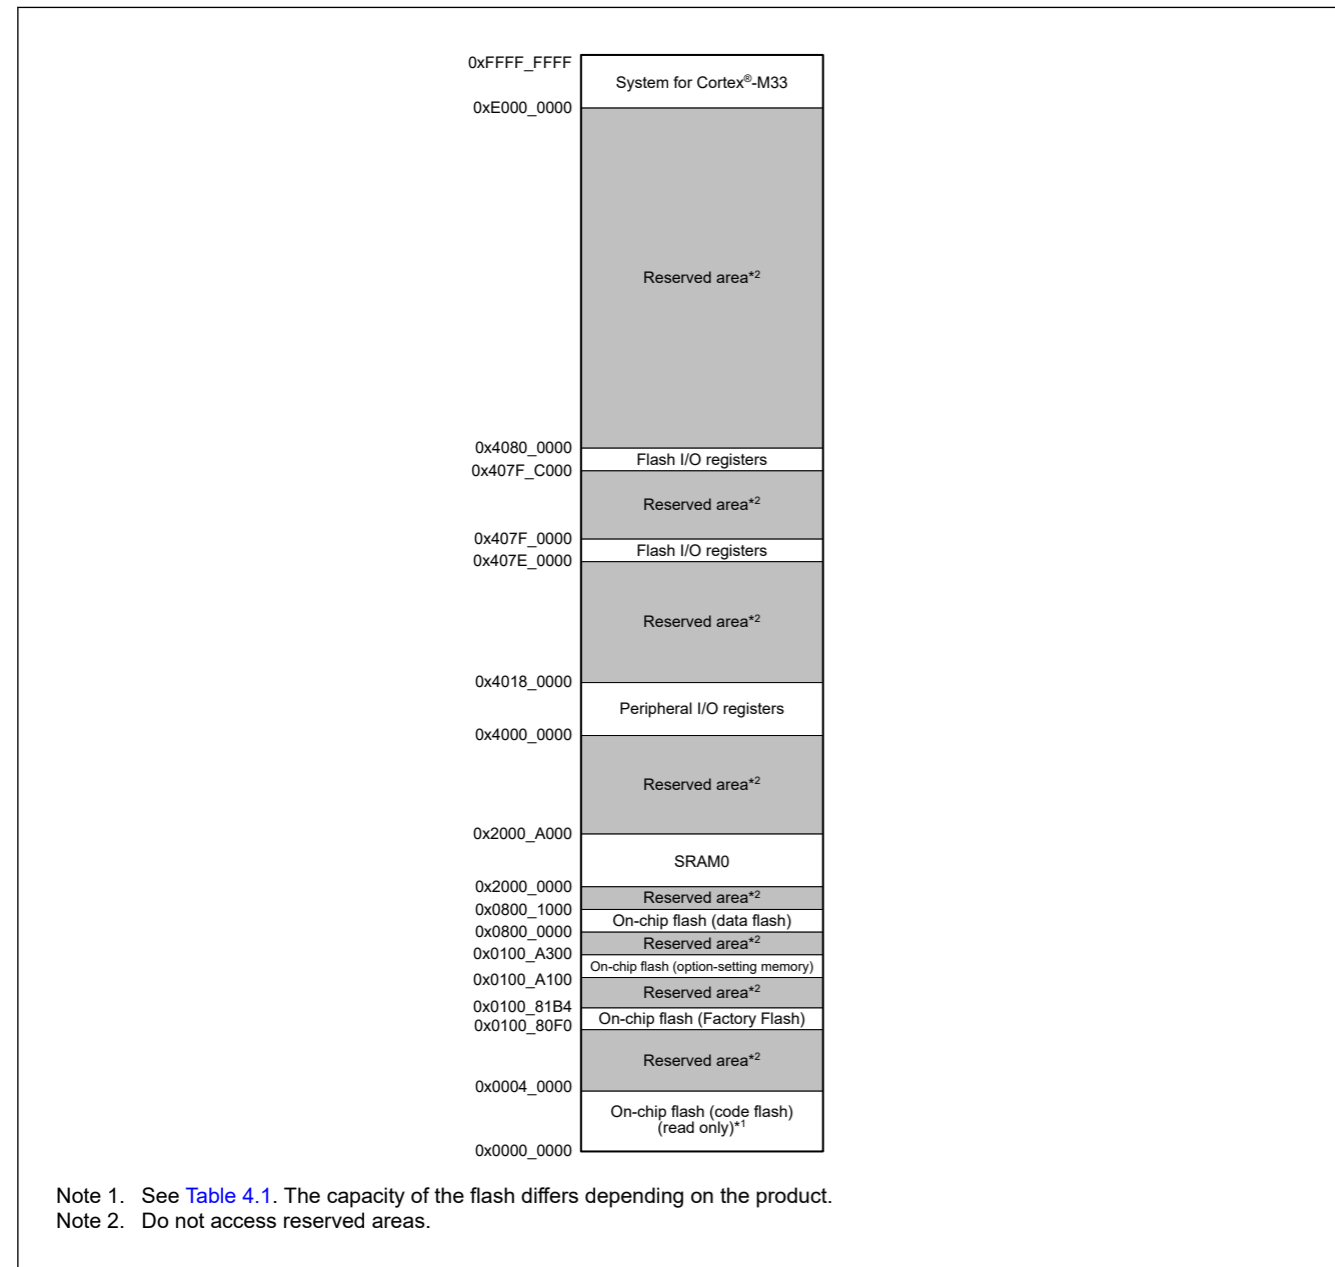 0xFFFF_FFFF
System for Cortex®-M33
0xE000_0000
Reserved area*2
0x4080_0000
Flash I/O registers
0x407F_C000
Reserved area*2
0x407F_0000
Flash I/O registers
0x407E_0000
Reserved area*2
0x4018_0000
Peripheral I/O registers
0x4000_0000
Reserved area*2
0x2000_A000
SRAM0
0x2000_0000
Reserved area*2
0x0800_1000
On-chip flash (data flash)
0x0800_0000
Reserved area*2
0x0100_A300
On-chip flash (option-setting memory)
0x0100_A100
Reserved area*2
0x0100_81B4
On-chip flash (Factory Flash)
0x0100_80F0
Reserved area*2
0x0004_0000
On-chip flash (code flash)
(read only)*1
0x0000_0000
Note 1. See Table 4.1. The capacity of the flash differs depending on the product.
Note 2. Do not access reserved areas.